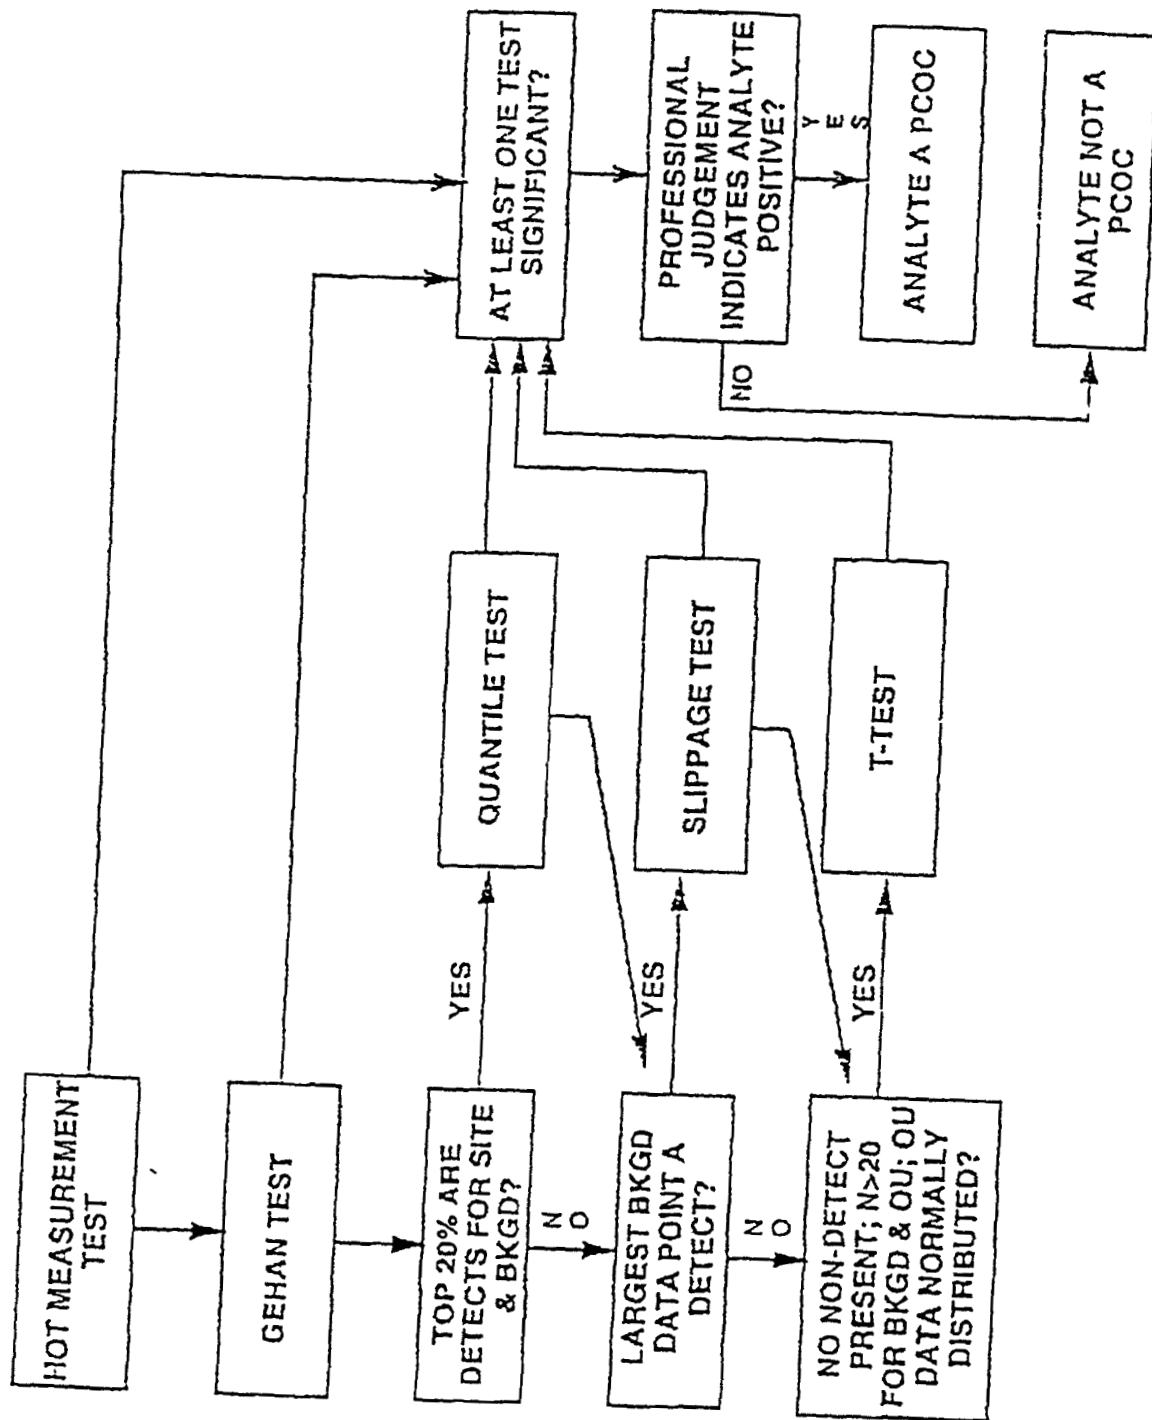 HOT MEASUREMENT
TEST
GEHAN TEST
TOP 20% ARE
DETECTS FOR SITE
& BKGD?
YES
NO
QUANTILE TEST
LARGEST BKGD
DATA POINT A
DETECT?
YES
NO
SLIPPAGE TEST
NO NON-DETECT
PRESENT; N>20
FOR BKGD & OU; OU
DATA NORMALLY
DISTRIBUTED?
YES
T-TEST
AT LEAST ONE TEST
SIGNIFICANT?
PROFESSIONAL
JUDGEMENT
INDICATES ANALYTE
POSITIVE?
NO
YES
ANALYTE A PCOC
ANALYTE NOT A
PCOC